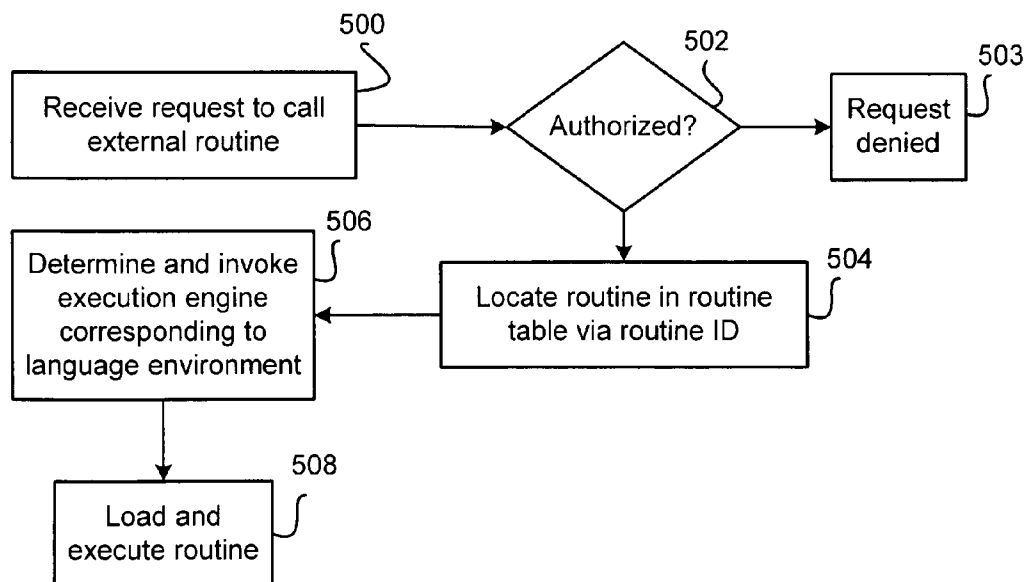 500
Receive request to call
external routine
502
Authorized?
503
Request
denied
504
Locate routine in routine
table via routine ID
506
Determine and invoke
execution engine
corresponding to
language environment
508
Load and
execute routine